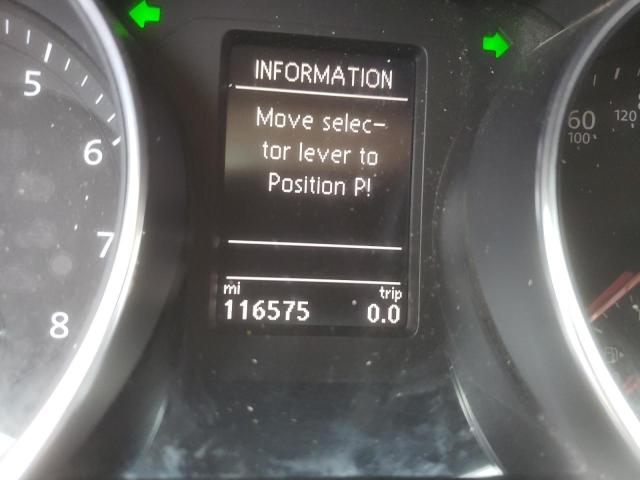 INFORMATION
Move selec-
tor lever to
Position P!
mi trip
116575 0.0
5
6
7
8
60
100
120